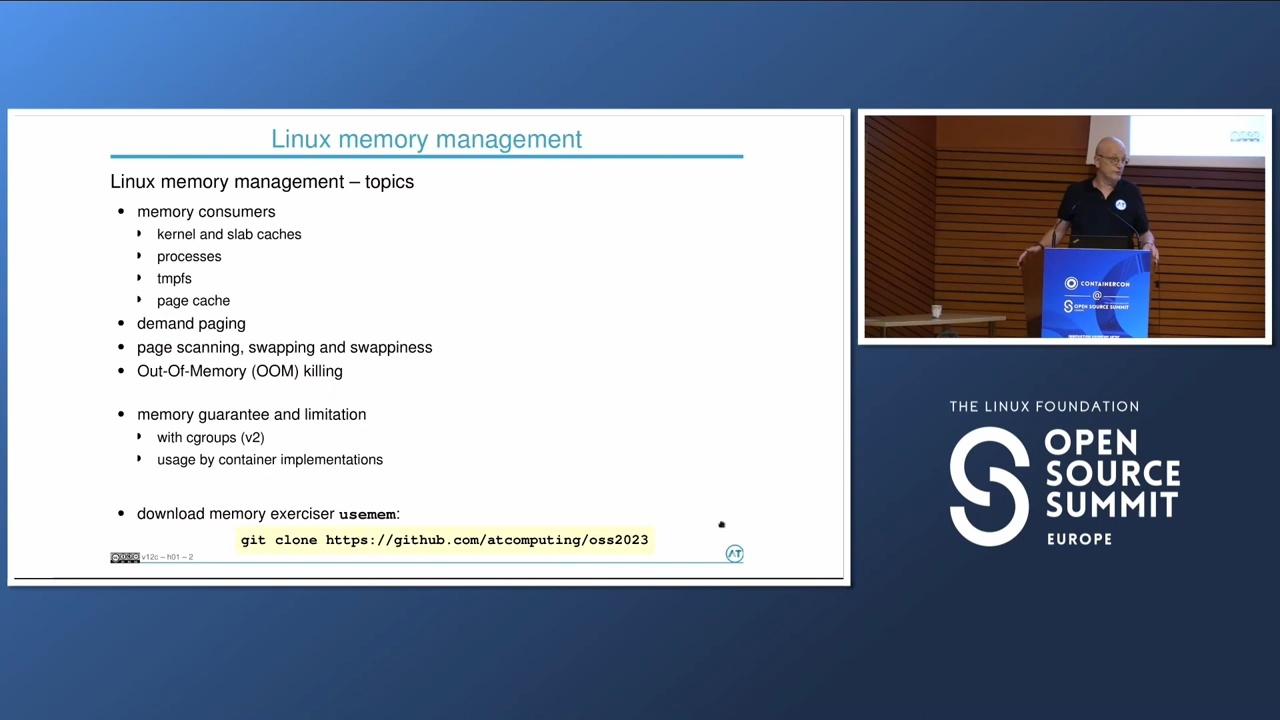 Linux memory management
Linux memory management – topics
• memory consumers
kernel and slab caches
processes
tmpfs
page cache
• demand paging
• page scanning, swapping and swappiness
• Out-Of-Memory (OOM) killing
• memory guarantee and limitation
with cgroups (v2)
usage by container implementations
• download memory exerciser usemem:
git clone https://github.com/atcomputing/oss2023
v12c – h01 – 2
AT
AT
CONTAINERCON
@
OPEN SOURCE SUMMIT
THE LINUX FOUNDATION
OPEN
SOURCE
SUMMIT
EUROPE